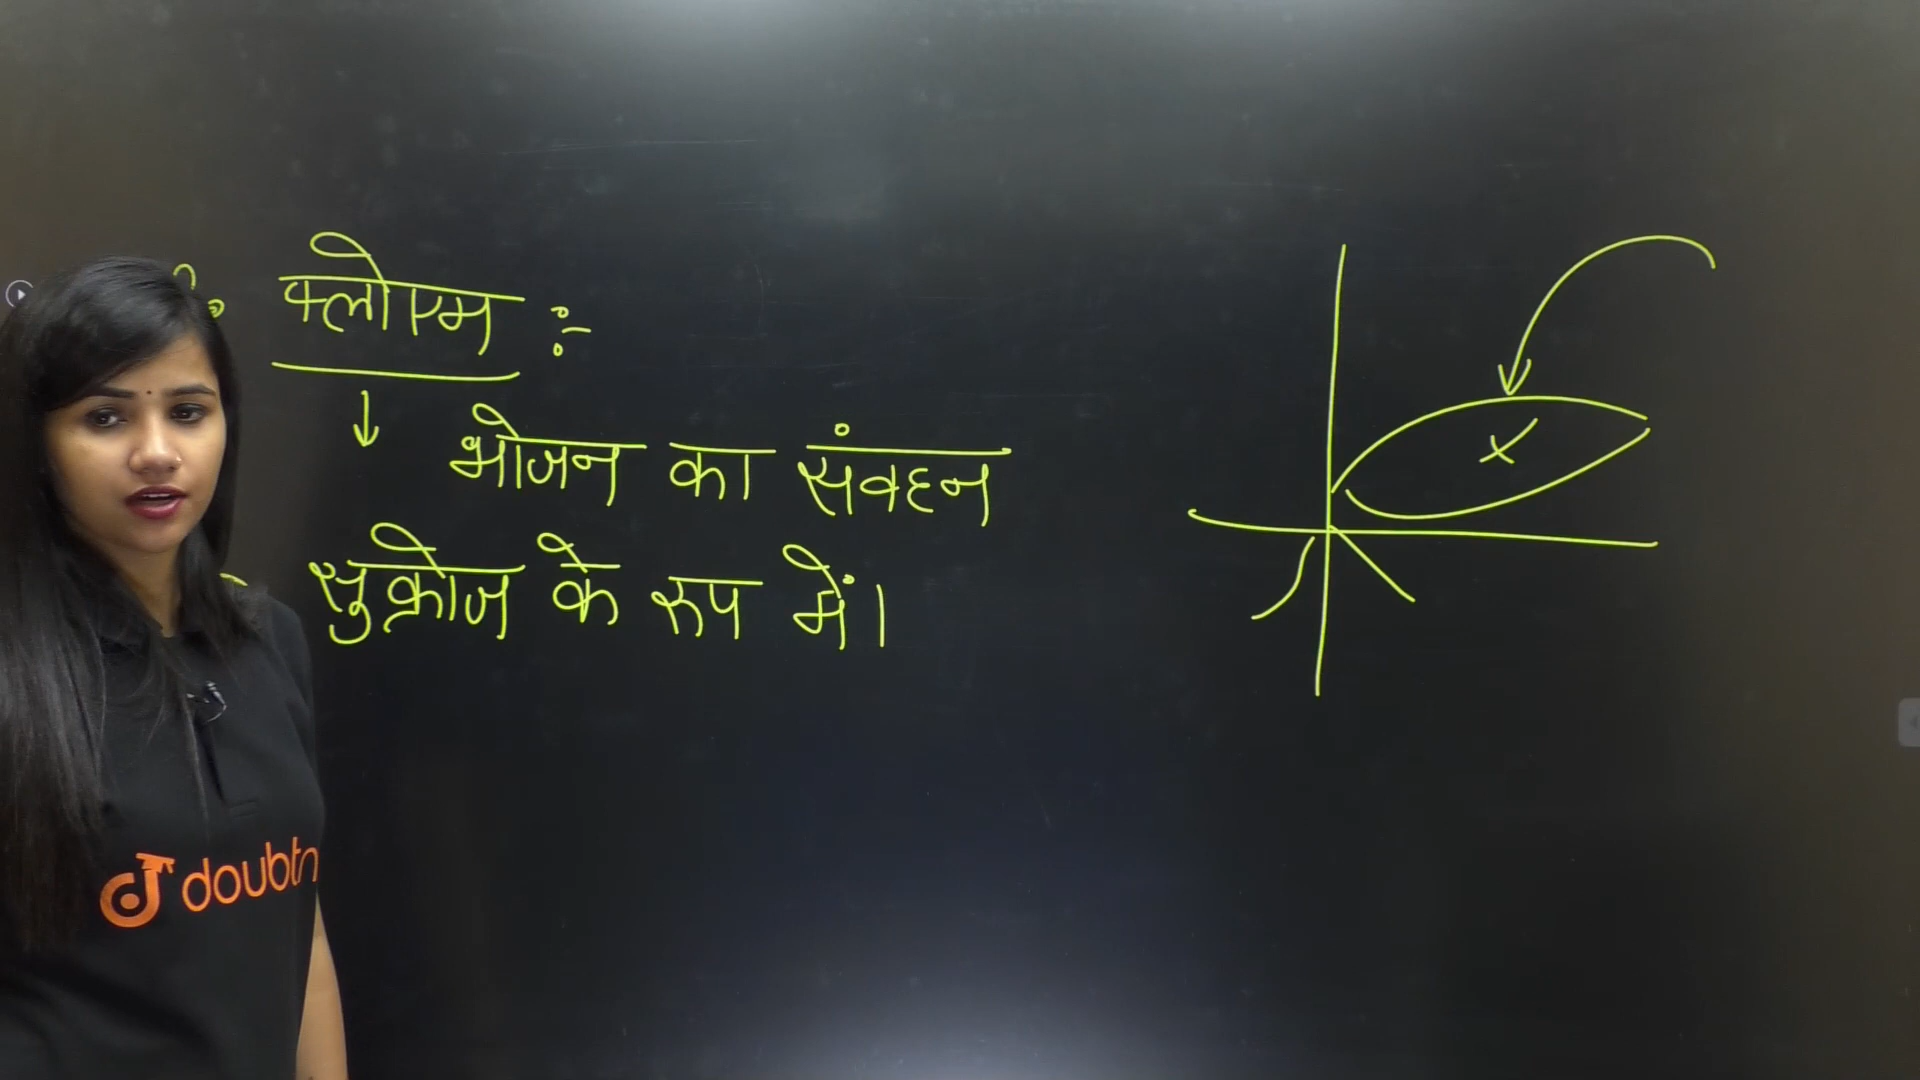 क्लोएम :-
↓ भोजन का संवहन
सुक्रोज के रूप में।
X
doubtn